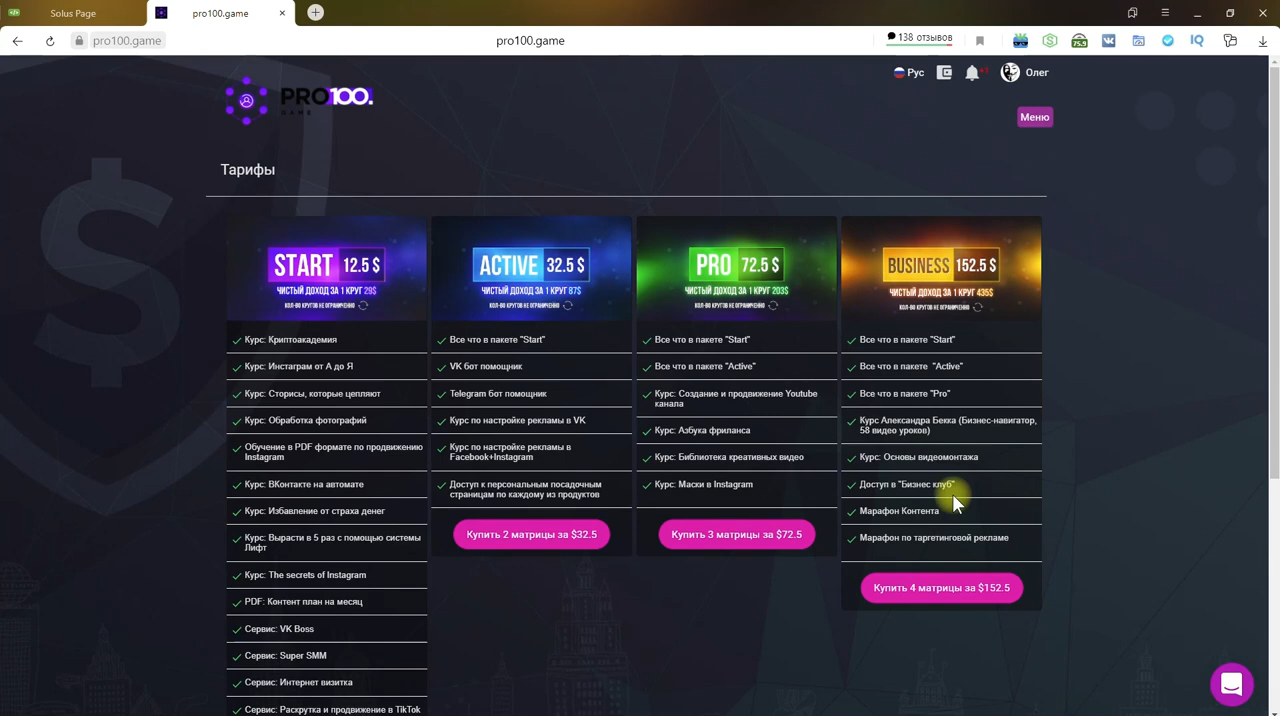 Solus Page
pro100.game
pro100.game
pro100.game
138 отзывов
75.9
IQ
PRO100.
GAME
Рус
+1
Олег
Меню
Тарифы
START 12.5 $
ЧИСТЫЙ ДОХОД ЗА 1 КРУГ 29$
КОЛ-ВО КРУГОВ НЕ ОГРАНИЧЕННО
Курс: Криптоакадемия
Курс: Инстаграм от А до Я
Курс: Сторисы, которые цепляют
Курс: Обработка фотографий
Обучение в PDF формате по продвижению
Instagram
Курс: ВКонтакте на автомате
Курс: Избавление от страха денег
Курс: Вырасти в 5 раз с помощью системы
Лифт
Курс: The secrets of Instagram
PDF: Контент план на месяц
Сервис: VK Boss
Сервис: Super SMM
Сервис: Интернет визитка
Сервис: Раскрутка и продвижение в TikTok
ACTIVE 32.5 $
ЧИСТЫЙ ДОХОД ЗА 1 КРУГ 87$
КОЛ-ВО КРУГОВ НЕ ОГРАНИЧЕННО
Все что в пакете "Start"
VK бот помощник
Telegram бот помощник
Курс по настройке рекламы в VK
Курс по настройке рекламы в
Facebook+Instagram
Доступ к персональным посадочным
страницам по каждому из продуктов
Купить 2 матрицы за $32.5
PRO 72.5 $
ЧИСТЫЙ ДОХОД ЗА 1 КРУГ 203$
КОЛ-ВО КРУГОВ НЕ ОГРАНИЧЕННО
Все что в пакете "Start"
Все что в пакете "Active"
Курс: Создание и продвижение Youtube
канала
Курс: Азбука фриланса
Курс: Библиотека креативных видео
Курс: Маски в Instagram
Купить 3 матрицы за $72.5
BUSINESS 152.5 $
ЧИСТЫЙ ДОХОД ЗА 1 КРУГ 435$
КОЛ-ВО КРУГОВ НЕ ОГРАНИЧЕННО
Все что в пакете "Start"
Все что в пакете "Active"
Все что в пакете "Pro"
Курс Александра Бекка (Бизнес-навигатор,
58 видео уроков)
Курс: Основы видеомонтажа
Доступ в "Бизнес клуб"
Марафон Контента
Марафон по таргетинговой рекламе
Купить 4 матрицы за $152.5